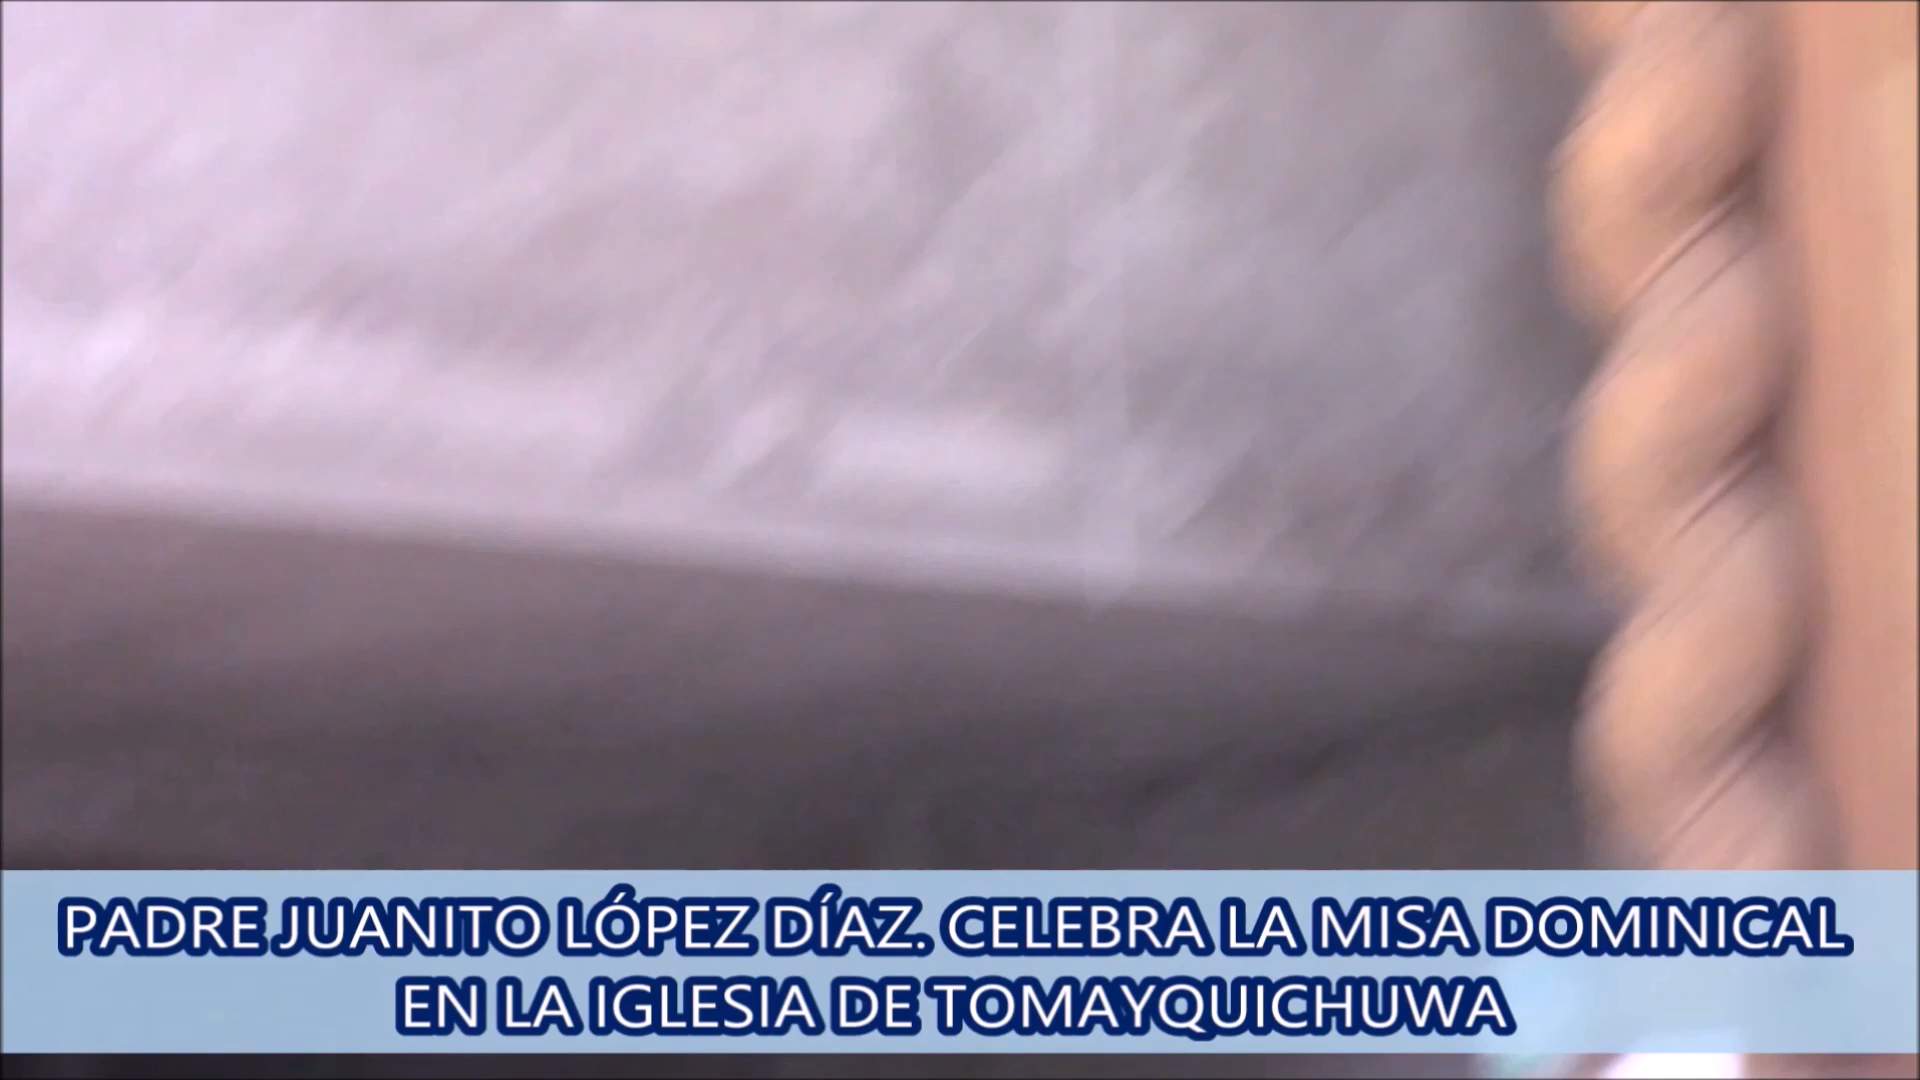 PADRE JUANITO LÓPEZ DÍAZ. CELEBRA LA MISA DOMINICAL
EN LA IGLESIA DE TOMAYQUICHUWA